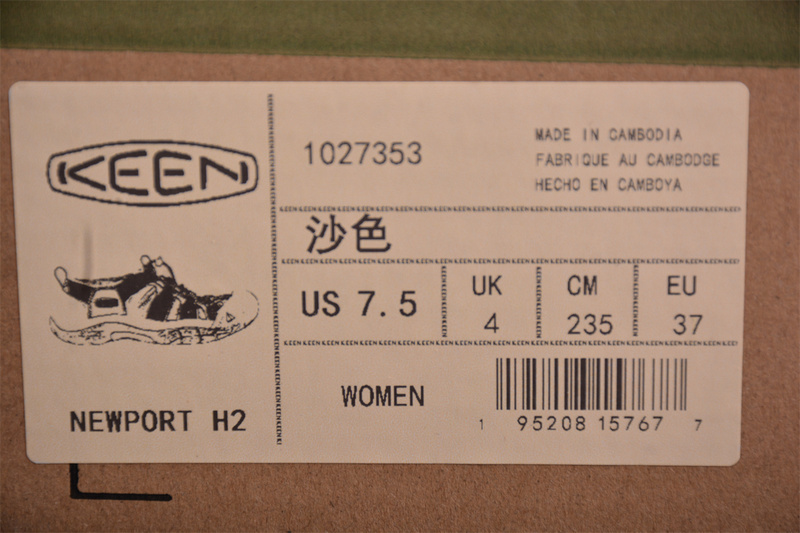 KEEN
NEWPORT H2
1027353
MADE IN CAMBODIA
FABRIQUE AU CAMBODGE
HECHO EN CAMBOYA
沙色
US 7.5
UK
4
CM
235
EU
37
WOMEN
1 95208 15767 7